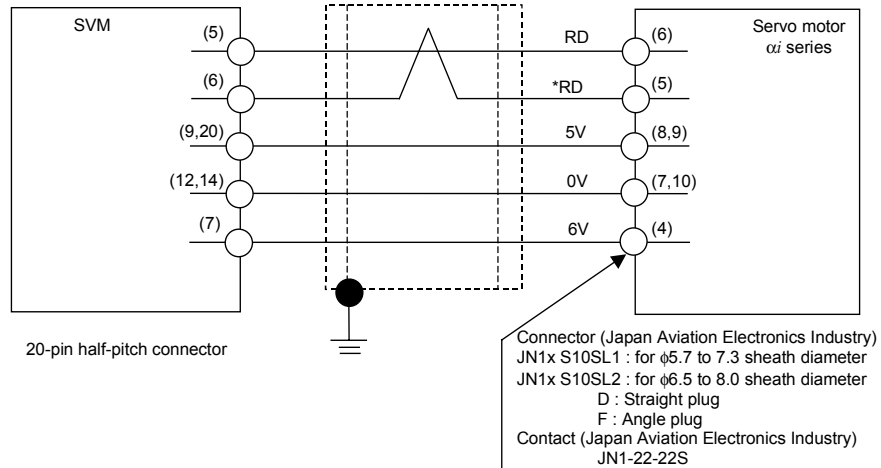 SVM
(5)
RD
(6)
Servo motor
αi series
(6)
*RD
(5)
(9,20)
5V
(8,9)
(12,14)
0V
(7,10)
(7)
6V
(4)
20-pin half-pitch connector
Connector (Japan Aviation Electronics Industry)
JN1x S10SL1 : for ϕ5.7 to 7.3 sheath diameter
JN1x S10SL2 : for ϕ6.5 to 8.0 sheath diameter
D : Straight plug
F : Angle plug
Contact (Japan Aviation Electronics Industry)
JN1-22-22S